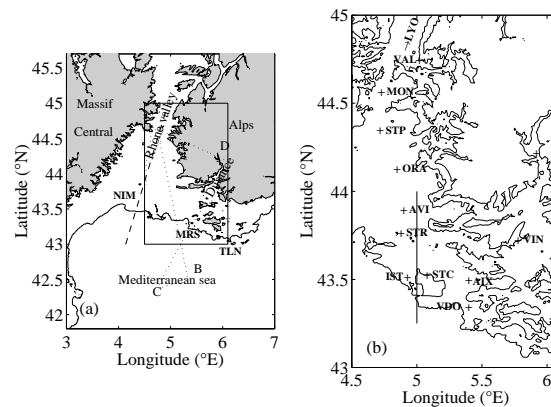 45
45.5
45
44.5
44
43.5
43
42.5
42
3
4
5
6
7
Latitude (°N)
Longitude (°E)
Massif
Central
Rhône valley
Alps
D
Durance
NIM
MRS
TLN
B
Mediterranean sea
C
(a)
45
44.5
44
43.5
43
4.5
5
5.5
6
Latitude (°N)
Longitude (°E)
→LYO
VAL
MON
STP
ORA
AVI
STR
VIN
IST
STC
AIX
VDO
(b)